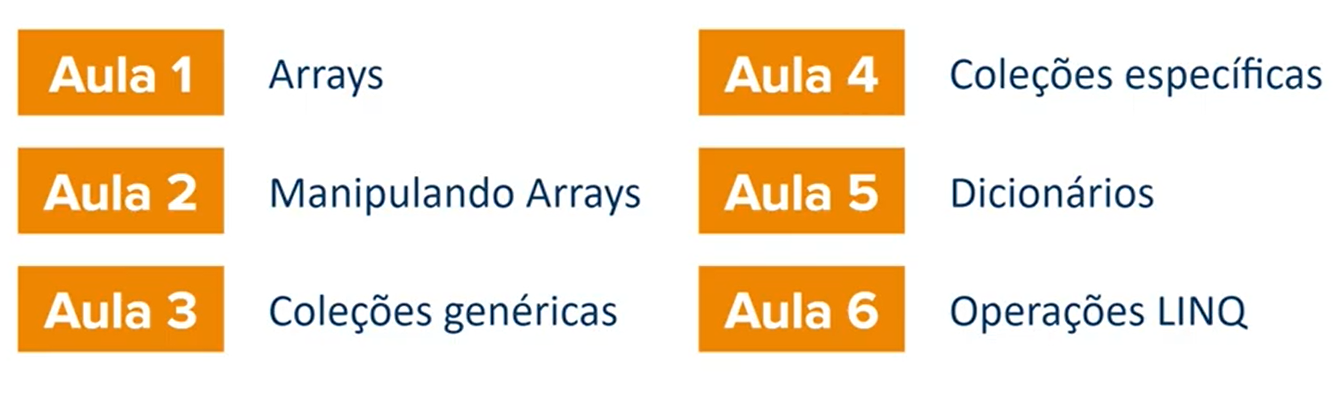 Aula 1 Arrays
Aula 2 Manipulando Arrays
Aula 3 Coleções genéricas
Aula 4 Coleções específicas
Aula 5 Dicionários
Aula 6 Operações LINQ